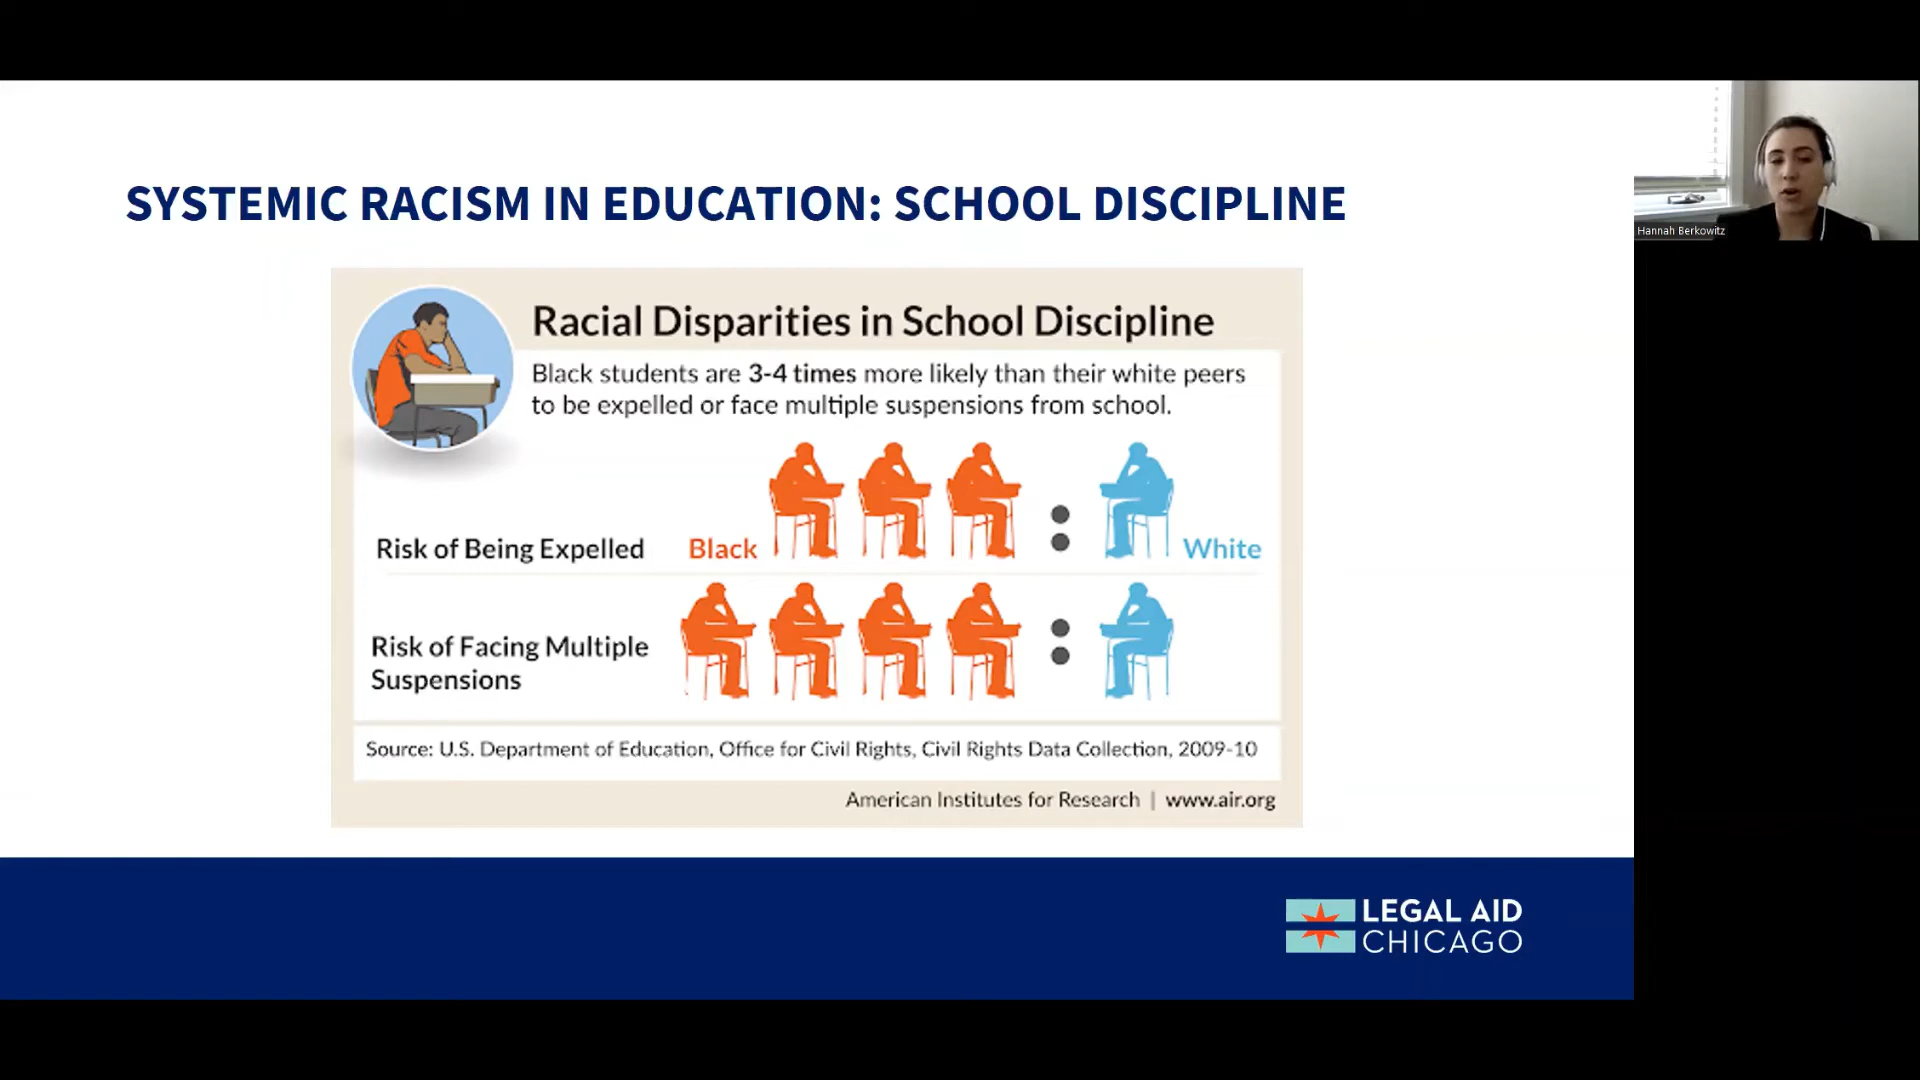 SYSTEMIC RACISM IN EDUCATION: SCHOOL DISCIPLINE
Hannah Berkowitz
Racial Disparities in School Discipline
Black students are 3-4 times more likely than their white peers
to be expelled or face multiple suspensions from school.
Risk of Being Expelled
Black
White
Risk of Facing Multiple
Suspensions
Source: U.S. Department of Education, Office for Civil Rights, Civil Rights Data Collection, 2009-10
American Institutes for Research | www.air.org
LEGAL AID
CHICAGO